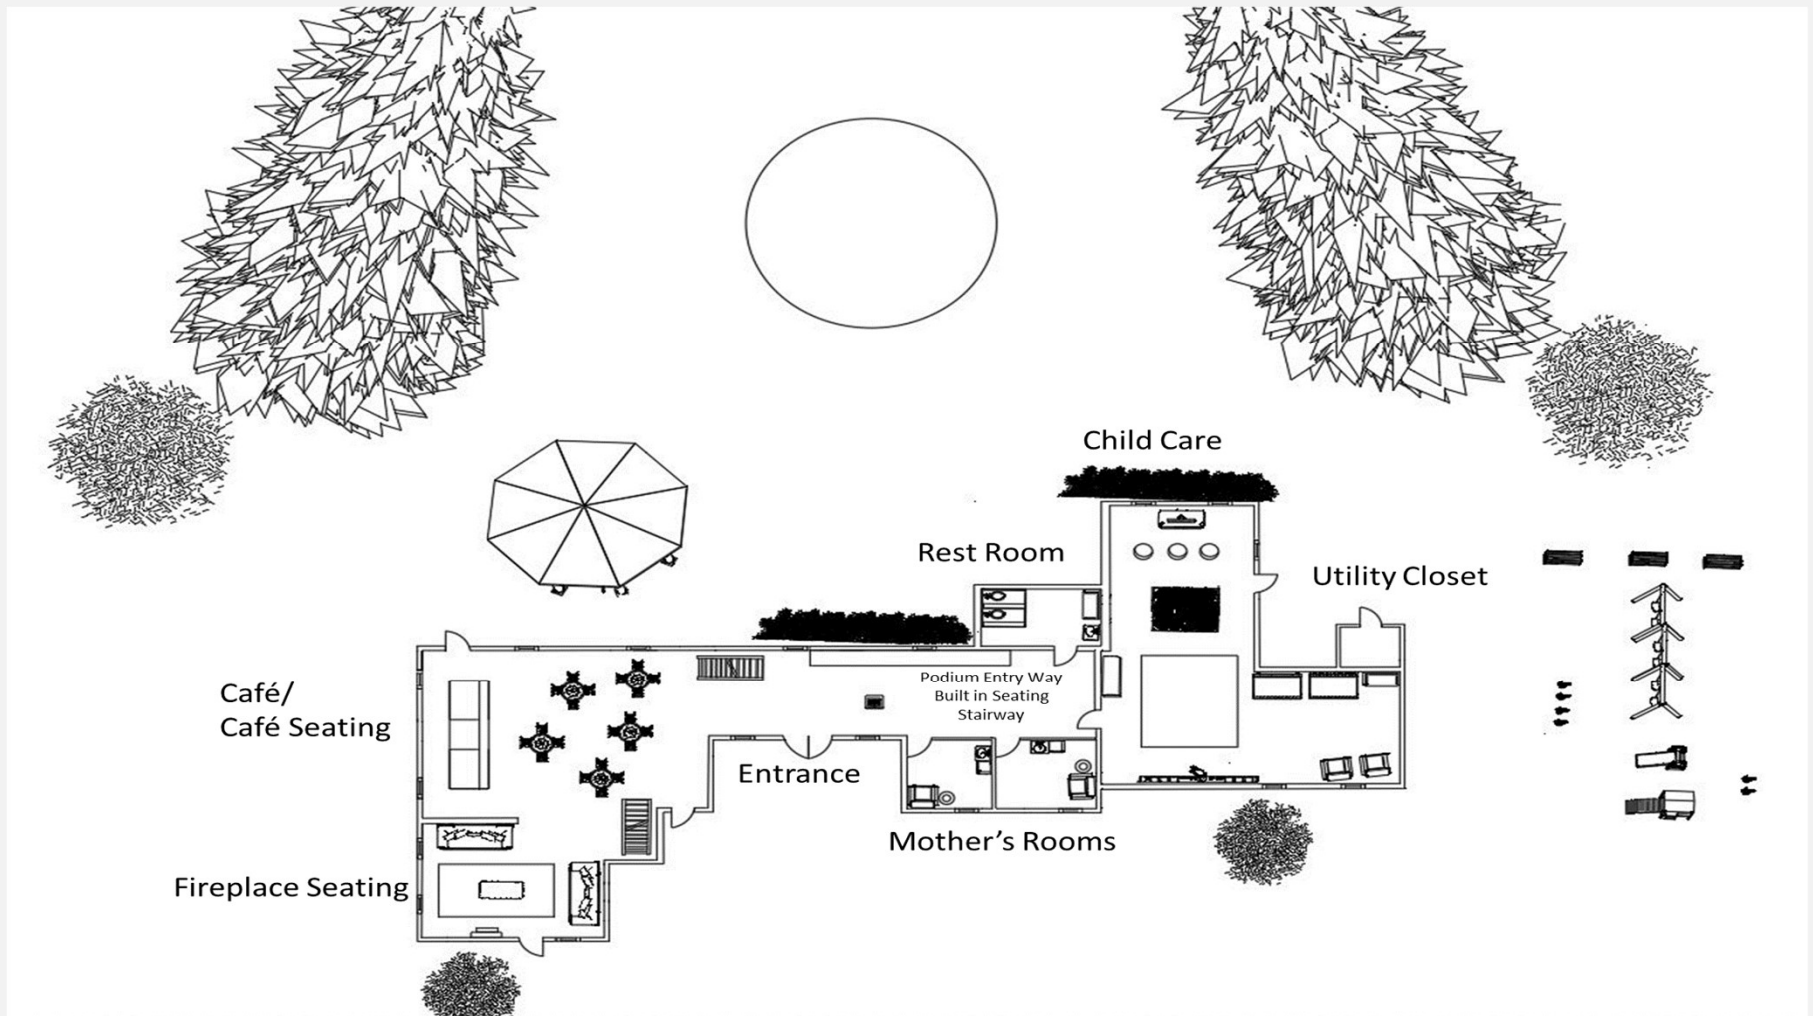 Child Care
Rest Room
Utility Closet
Podium Entry Way
Built in Seating
Stairway
Café/
Café Seating
Entrance
Mother’s Rooms
Fireplace Seating